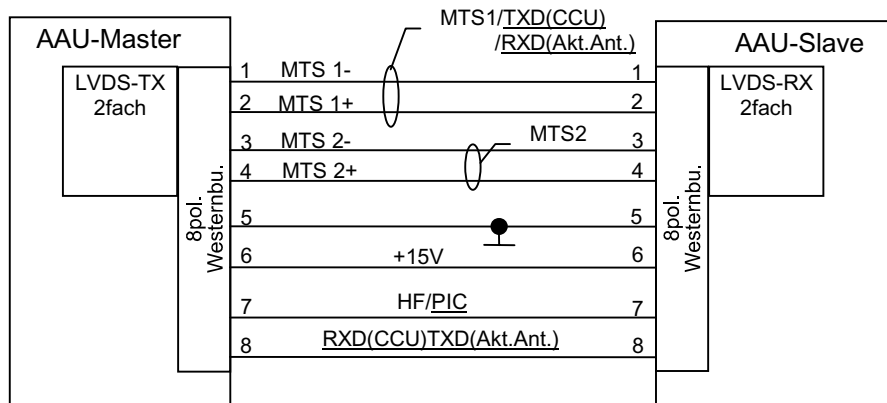 MTS1/TXD(CCU)
/RXD(Akt.Ant.)
AAU-Master
AAU-Slave
LVDS-TX
2fach
LVDS-RX
2fach
8pol.
Westernbu.
8pol.
Westernbu.
1 MTS 1- 1
2 MTS 1+ 2
3 MTS 2- MTS2 3
4 MTS 2+ 4
5 5
6 +15V 6
7 HF/PIC 7
8 RXD(CCU)TXD(Akt.Ant.) 8